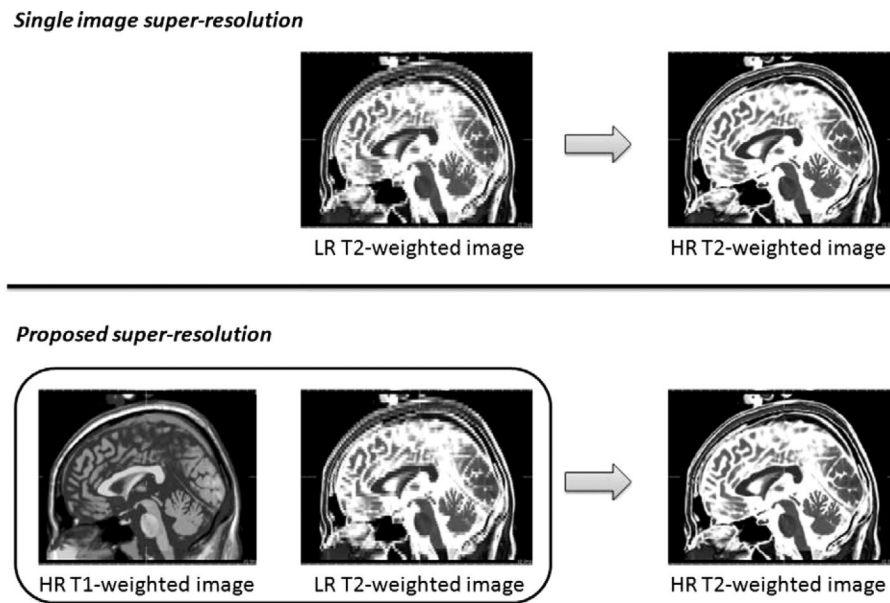 Single image super-resolution
LR T2-weighted image
HR T2-weighted image
Proposed super-resolution
HR T1-weighted image
LR T2-weighted image
HR T2-weighted image